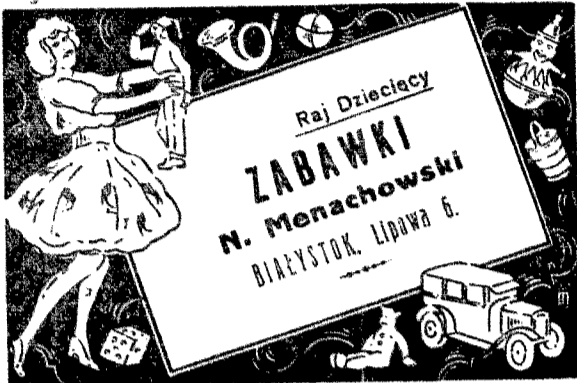 Raj Dziecięcy
ZABAWKI
N. Menachowski
BIAŁYSTOK, Lipowa 6.